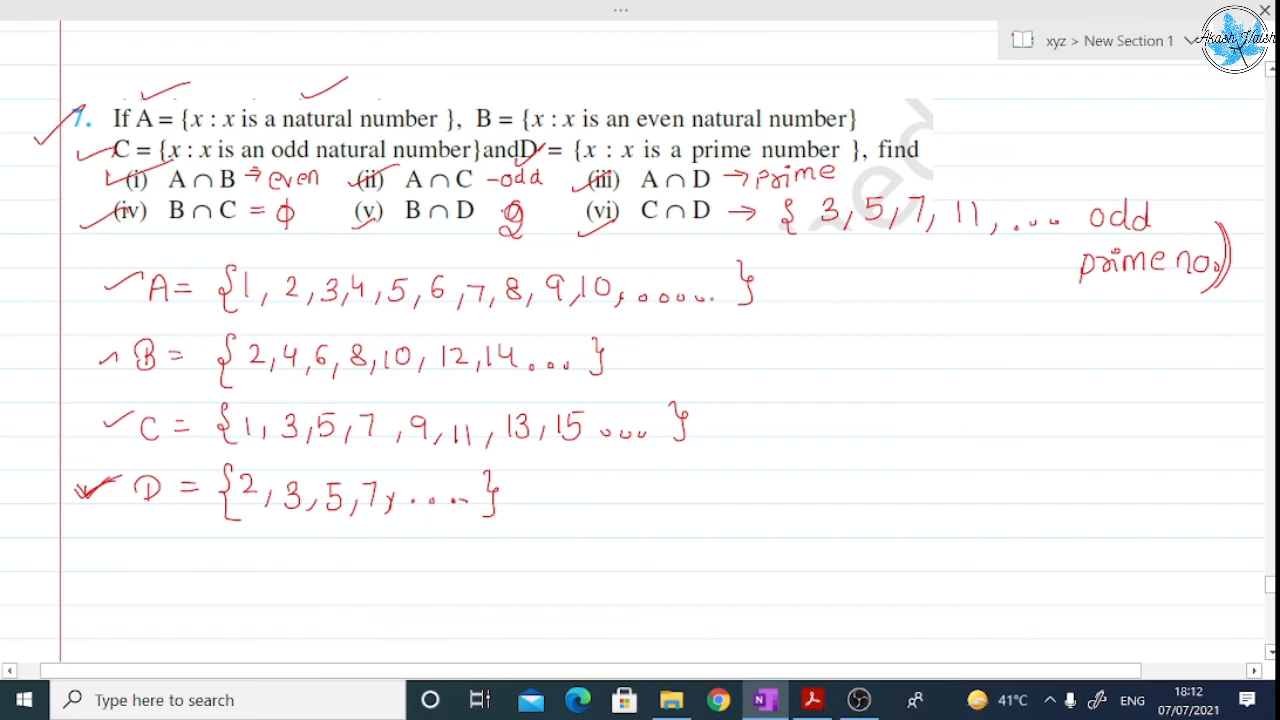 ...
xyz > New Section 1
7. If A = {x : x is a natural number }, B = {x : x is an even natural number}
C = {x : x is an odd natural number}andD = {x : x is a prime number }, find
(i) A ∩ B ⇒ even (ii) A ∩ C - odd (iii) A ∩ D → prime
(iv) B ∩ C = ϕ (v) B ∩ D 2 (vi) C ∩ D → { 3, 5, 7, 11, ... odd
prime no.)
A = {1, 2, 3, 4, 5, 6, 7, 8, 9, 10, ...... }
B = {2, 4, 6, 8, 10, 12, 14 .... }
C = {1, 3, 5, 7, 9, 11, 13, 15 .... }
D = {2, 3, 5, 7, .... }
Type here to search
41°C
ENG
18:12
07/07/2021